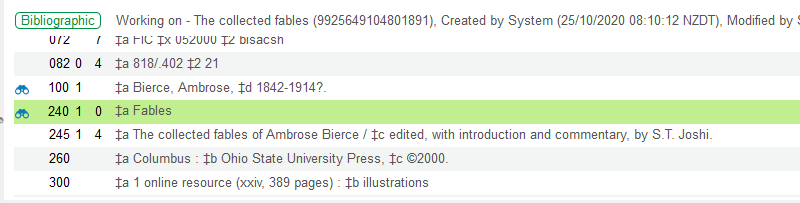 Bibliographic Working on - The collected fables (9925649104801891), Created by System (25/10/2020 08:10:12 NZDT), Modified by S
072 7 ‡a FIC ‡x 052000 ‡2 bisacsh
082 0 4 ‡a 818/.402 ‡2 21
100 1 ‡a Bierce, Ambrose, ‡d 1842-1914?.
240 1 0 ‡a Fables
245 1 4 ‡a The collected fables of Ambrose Bierce / ‡c edited, with introduction and commentary, by S.T. Joshi.
260 ‡a Columbus : ‡b Ohio State University Press, ‡c ©2000.
300 ‡a 1 online resource (xxiv, 389 pages) : ‡b illustrations